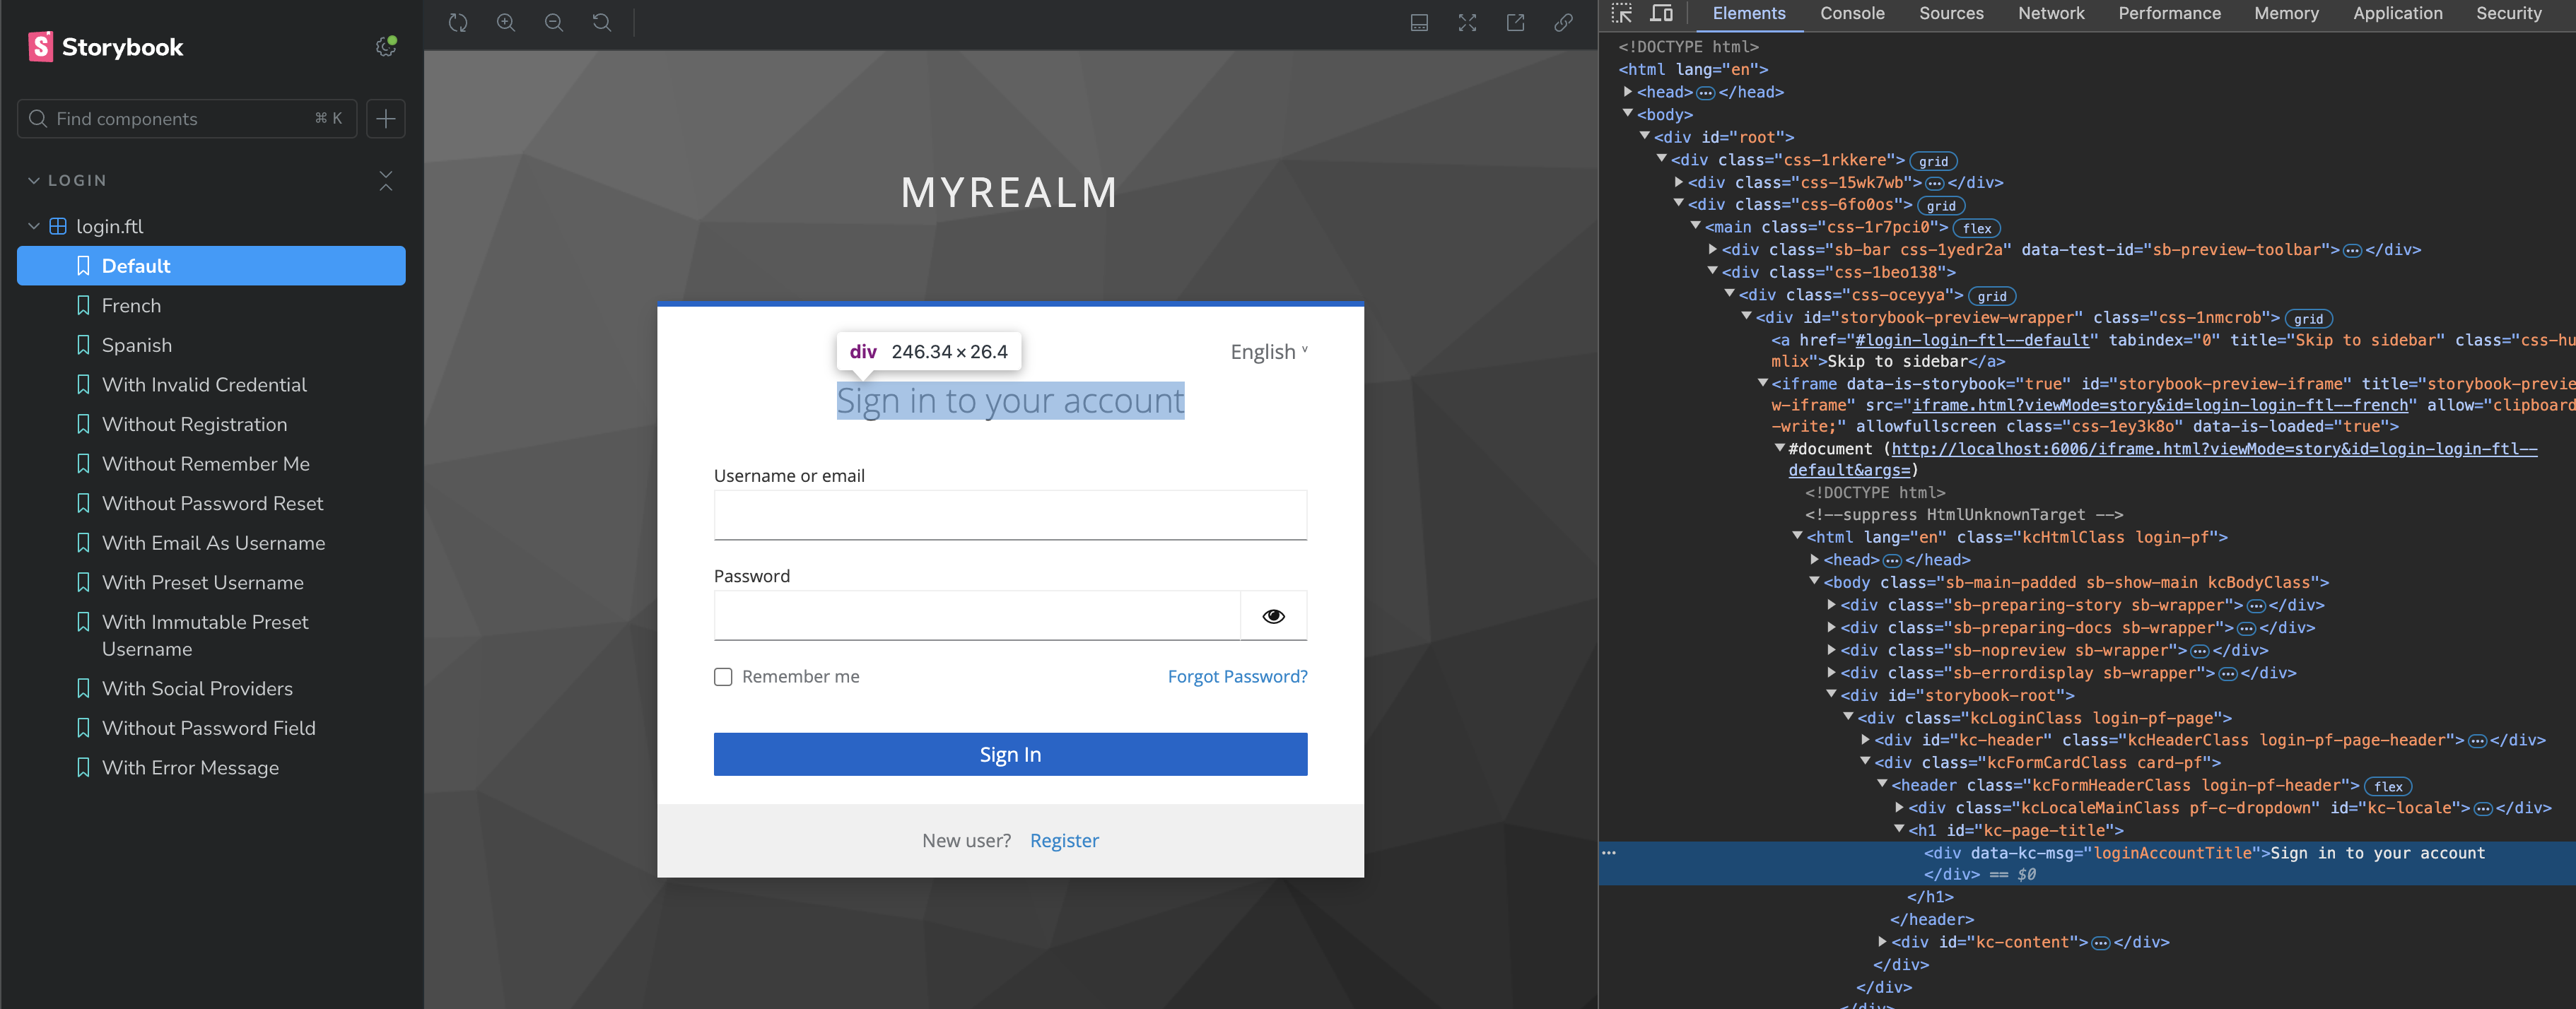 Storybook
Find components
⌘ K
LOGIN
login.ftl
Default
French
Spanish
With Invalid Credential
Without Registration
Without Remember Me
Without Password Reset
With Email As Username
With Preset Username
With Immutable Preset
Username
With Social Providers
Without Password Field
With Error Message
MYREALM
div 246.34 × 26.4
English
Sign in to your account
Username or email
Password
Remember me
Forgot Password?
Sign In
New user? Register
Elements Console Sources Network Performance Memory Application Security
<!DOCTYPE html>
<html lang="en">
<head>…</head>
<body>
<div id="root">
<div class="css-1rkkere"> grid
<div class="css-15wk7wb">…</div>
<div class="css-6fo0os"> grid
<main class="css-1r7pci0"> flex
<div class="sb-bar css-1yedr2a" data-test-id="sb-preview-toolbar">…</div>
<div class="css-1beo138">
<div class="css-oceyya"> grid
<div id="storybook-preview-wrapper" class="css-1nmcrob"> grid
<a href="#login-login-ftl--default" tabindex="0" title="Skip to sidebar" class="css-hu
mlix">Skip to sidebar</a>
<iframe data-is-storybook="true" id="storybook-preview-iframe" title="storybook-previe
w-iframe" src="iframe.html?viewMode=story&id=login-login-ftl--french" allow="clipboard
-write;" allowfullscreen class="css-1ey3k8o" data-is-loaded="true">
#document (http://localhost:6006/iframe.html?viewMode=story&id=login-login-ftl--
default&args=)
<!DOCTYPE html>
<!--suppress HtmlUnknownTarget -->
<html lang="en" class="kcHtmlClass login-pf">
<head>…</head>
<body class="sb-main-padded sb-show-main kcBodyClass">
<div class="sb-preparing-story sb-wrapper">…</div>
<div class="sb-preparing-docs sb-wrapper">…</div>
<div class="sb-nopreview sb-wrapper">…</div>
<div class="sb-errordisplay sb-wrapper">…</div>
<div id="storybook-root">
<div class="kcLoginClass login-pf-page">
<div id="kc-header" class="kcHeaderClass login-pf-page-header">…</div>
<div class="kcFormCardClass card-pf">
<header class="kcFormHeaderClass login-pf-header"> flex
<div class="kcLocaleMainClass pf-c-dropdown" id="kc-locale">…</div>
<h1 id="kc-page-title">
<div data-kc-msg="loginAccountTitle">Sign in to your account
</div> == $0
</h1>
</header>
<div id="kc-content">…</div>
</div>
</div>